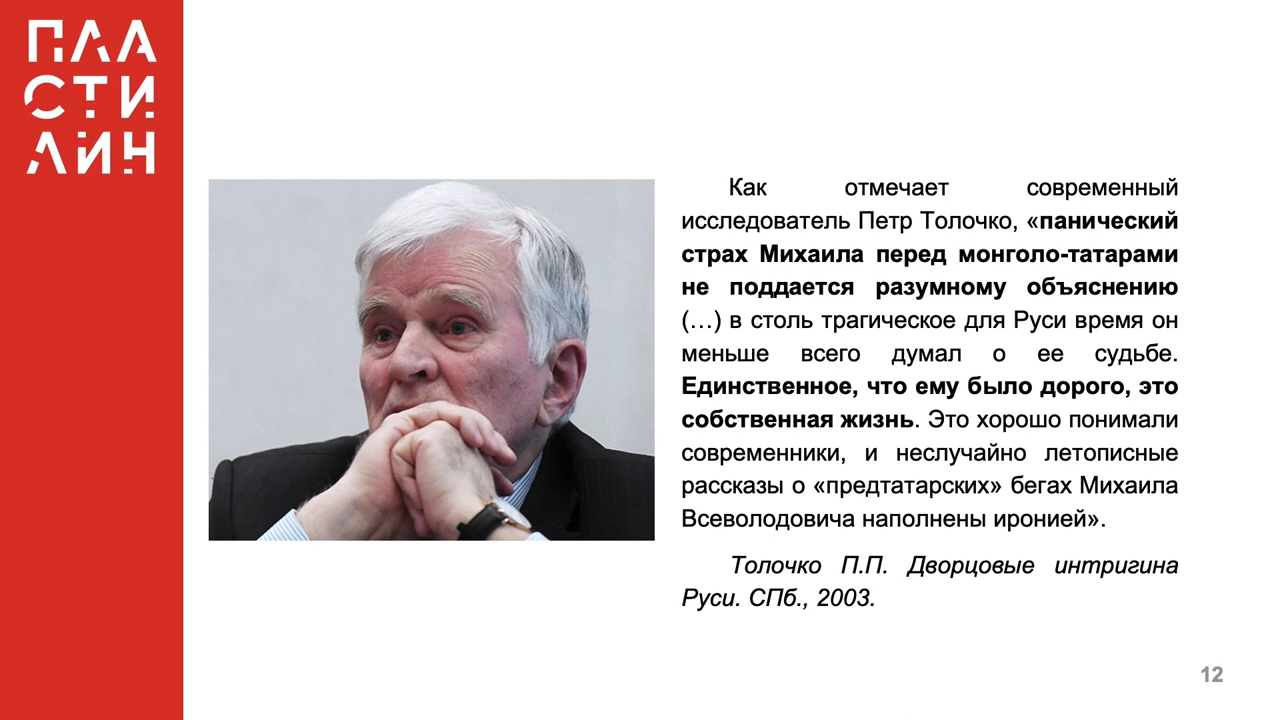 ПЛА
СТИ
ЛИН
Как отмечает современный
исследователь Петр Толочко, «панический
страх Михаила перед монголо-татарами
не поддается разумному объяснению
(…) в столь трагическое для Руси время он
меньше всего думал о ее судьбе.
Единственное, что ему было дорого, это
собственная жизнь. Это хорошо понимали
современники, и неслучайно летописные
рассказы о «предтатарских» бегах Михаила
Всеволодовича наполнены иронией».
Толочко П.П. Дворцовые интригина
Руси. СПб., 2003.
12